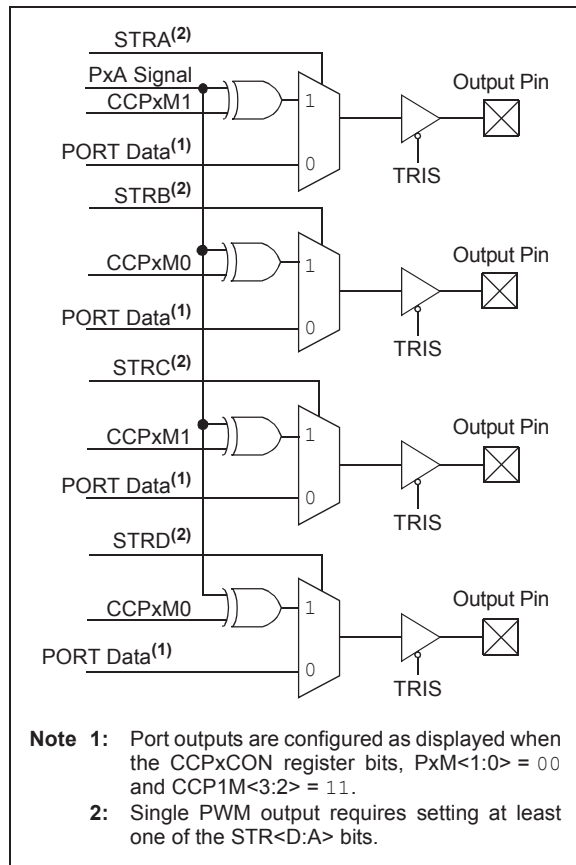 STRA(2)
PxA Signal
Output Pin
CCPxM1
1
PORT Data(1)
0
TRIS
STRB(2)
Output Pin
CCPxM0
1
PORT Data(1)
0
TRIS
STRC(2)
Output Pin
CCPxM1
1
PORT Data(1)
0
TRIS
STRD(2)
Output Pin
CCPxM0
1
PORT Data(1)
0
TRIS
Note 1: Port outputs are configured as displayed when
the CCPxCON register bits, PxM<1:0> = 00
and CCP1M<3:2> = 11.
2: Single PWM output requires setting at least
one of the STR<D:A> bits.